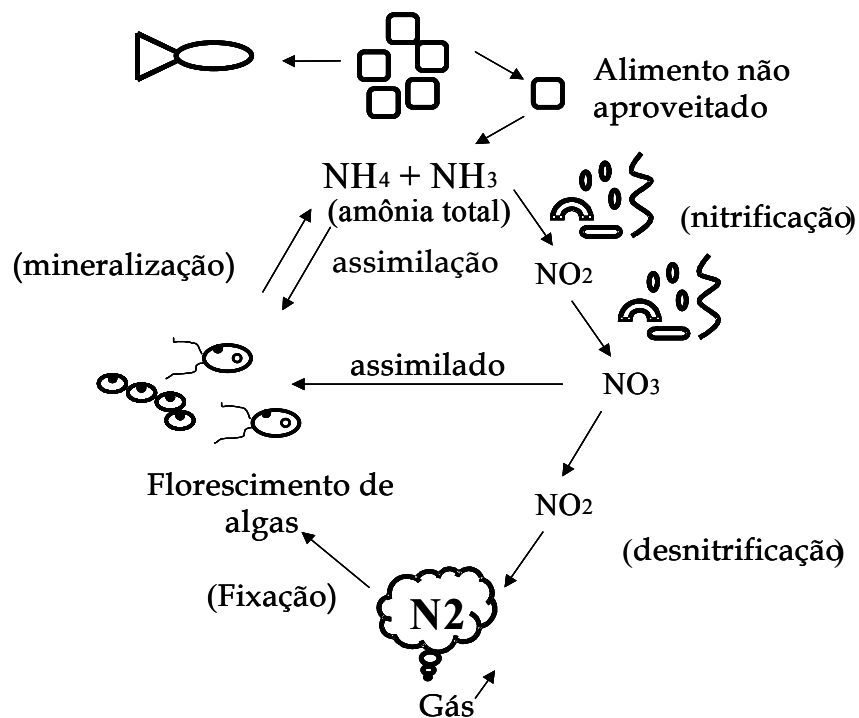 Alimento não
aproveitado
NH4 + NH3
(amônia total)
(nitrificação)
(mineralização)
assimilação
NO2
assimilado
NO3
Florescimento de
algas
NO2
(desnitrificação)
(Fixação)
N2
Gás